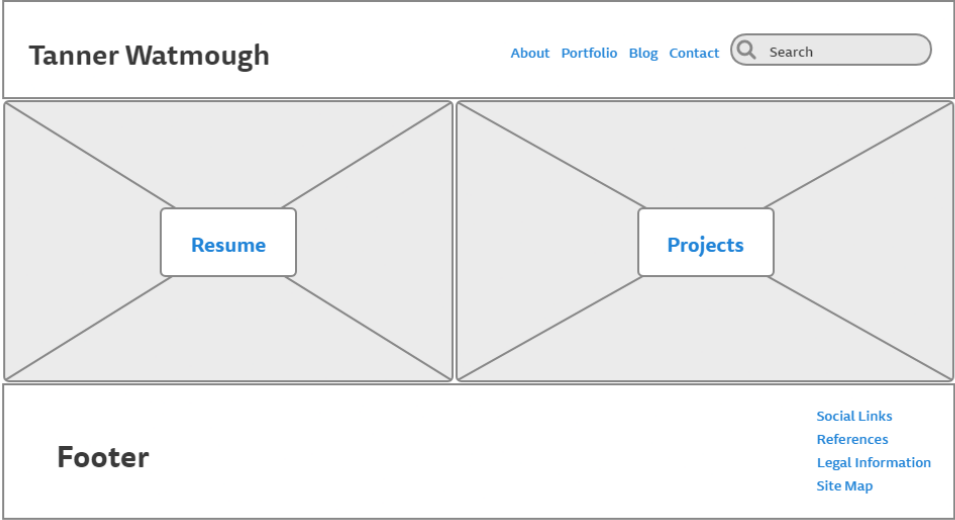 Tanner Watmough
About Portfolio Blog Contact Search
Resume
Projects
Footer
Social Links
References
Legal Information
Site Map